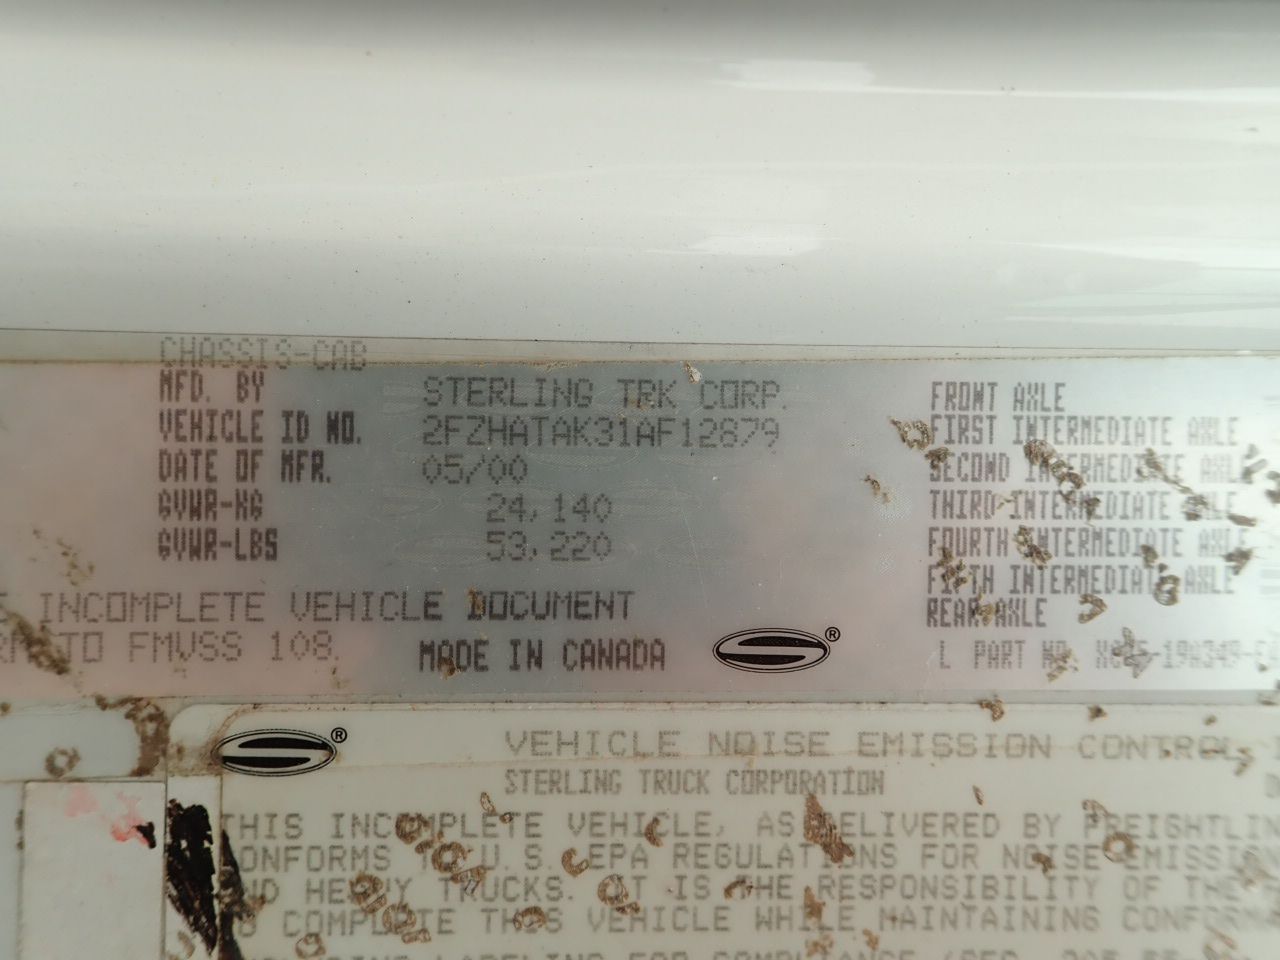 CHASSIS-CAB
MFD. BY STERLING TRK CORP.
VEHICLE ID NO. 2FZHATAK31AF12679
DATE OF MFR. 05/00
GVWR-KG 24,140
GVWR-LBS 53,220
FRONT AXLE
FIRST INTERMEDIATE AXLE
SECOND INTERMEDIATE AXLE
THIRD INTERMEDIATE AXLE
FOURTH INTERMEDIATE AXLE
FIFTH INTERMEDIATE AXLE
REAR AXLE
INCOMPLETE VEHICLE DOCUMENT
TO FMVSS 108.
MADE IN CANADA
®
L PART NO.
®
VEHICLE NOISE EMISSION CONTROL
STERLING TRUCK CORPORATION
THIS INCOMPLETE VEHICLE, AS DELIVERED BY FREIGHTLIN
CONFORMS TO U.S. EPA REGULATIONS FOR NOISE EMISSION
AND HEAVY TRUCKS. IT IS THE RESPONSIBILITY OF THE
COMPLETE THIS VEHICLE WHILE MAINTAINING CONFORMA